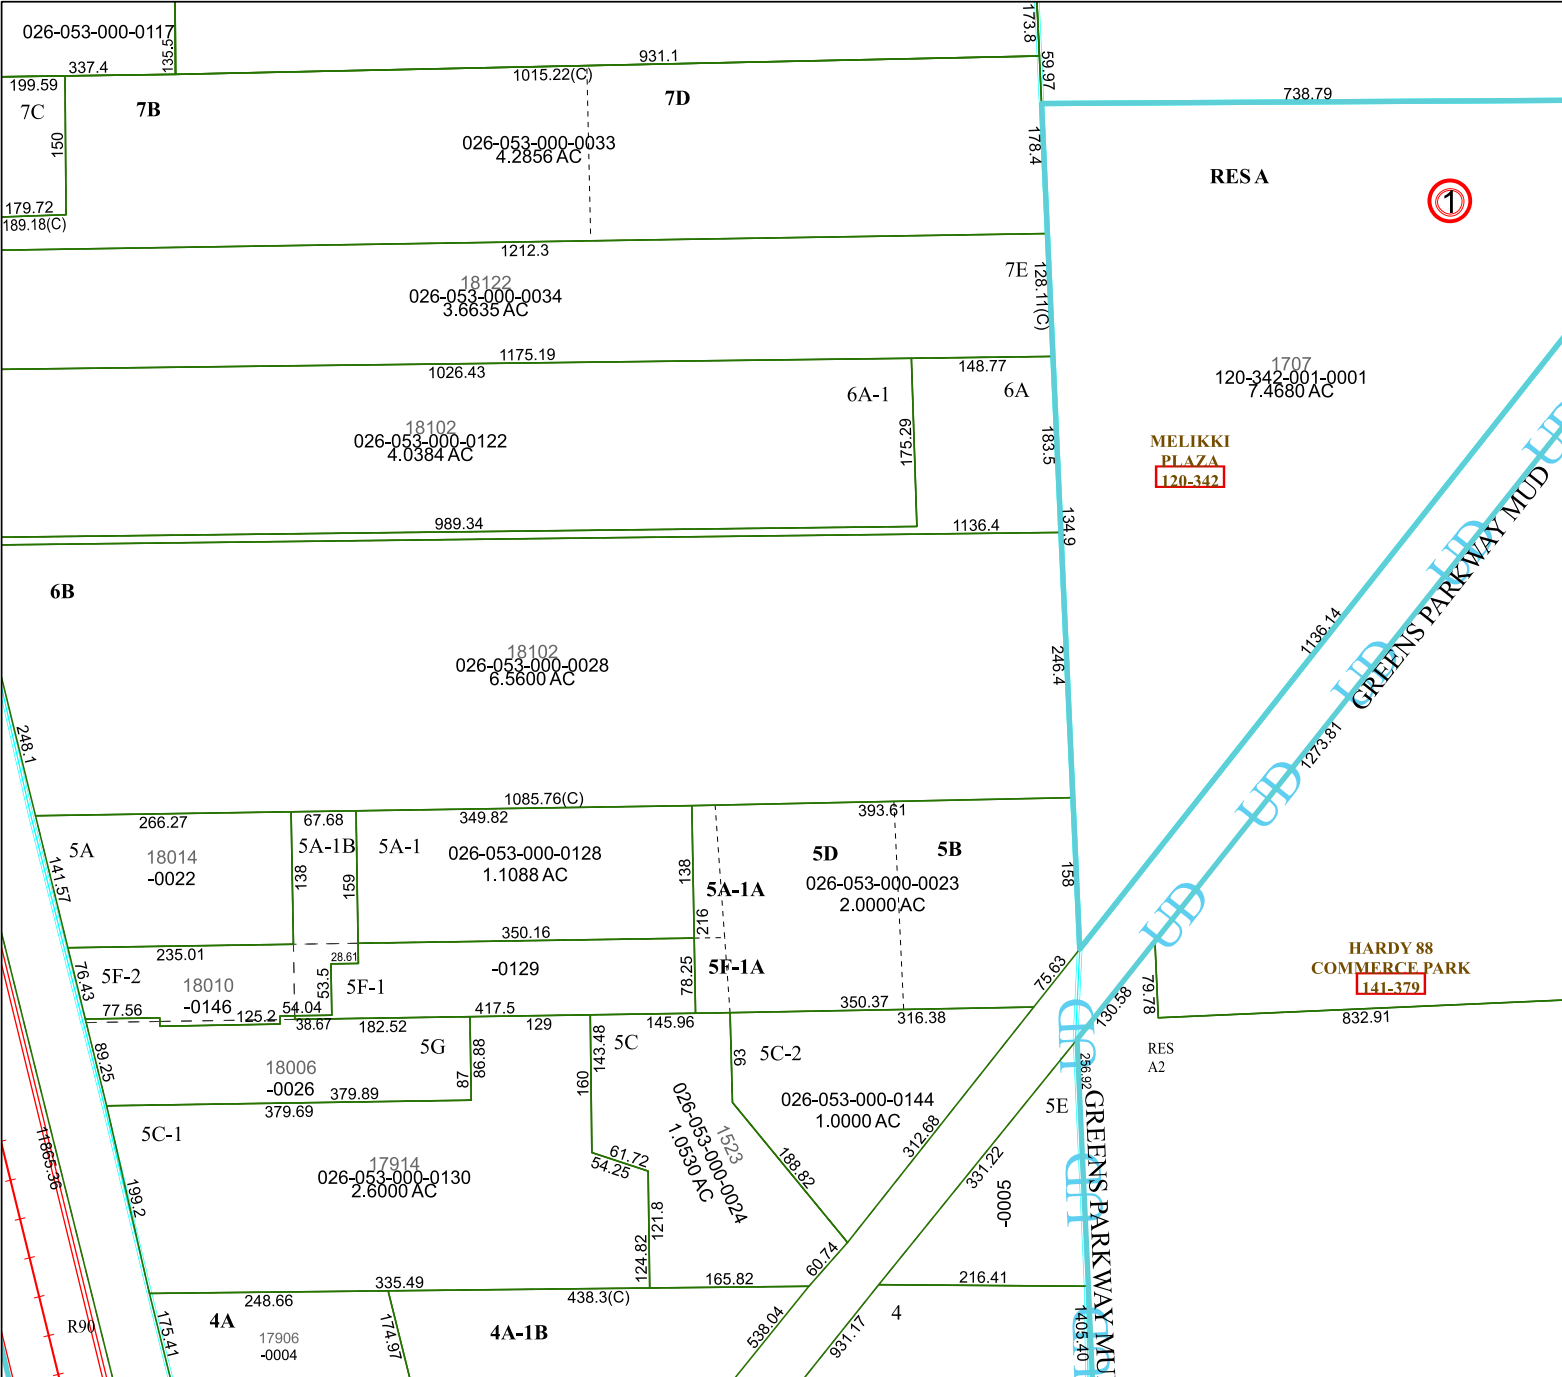 026-053-000-0117
135.5
173.8
337.4
931.1
59.97
199.59
1015.22(C)
738.79
7C
7B
7D
150
026-053-000-0033
4.2856 AC
178.4
RES A
1
179.72
189.18(C)
1212.3
7E
128.11(C)
18122
026-053-000-0034
3.6635 AC
1175.19
1026.43
148.77
6A-1
6A
1707
120-342-001-0001
7.4680 AC
18102
026-053-000-0122
4.0384 AC
175.29
183.5
MELIKKI
PLAZA
120-342
989.34
1136.4
134.9
UD
UD
UD
UD
UD
GREENS PARKWAY MUD
6B
18102
026-053-000-0028
6.5600 AC
246.4
1136.14
1273.81
248.1
1085.76(C)
266.27
67.68
349.82
393.61
5A
5A-1B
5A-1
5D
5B
18014
-0022
141.57
138
159
026-053-000-0128
1.1088 AC
138
5A-1A
026-053-000-0023
2.0000 AC
158
216
350.16
235.01
28.61
5F-2
76.43
18010
-0146
53.5
5F-1
-0129
78.25
5F-1A
75.63
HARDY 88
COMMERCE PARK
141-379
79.78
130.58
832.91
77.56
125.2
54.04
38.67
417.5
182.52
129
145.96
350.37
316.38
89.25
5G
87
86.88
143.48
160
5C
93
5C-2
RES
A2
256.92
18006
-0026
379.89
379.69
026-053-000-0144
1.0000 AC
5E
5C-1
11865.36
1523
026-053-000-0024
1.0530 AC
312.68
331.22
61.72
54.25
188.82
17914
026-053-000-0130
2.6000 AC
199.2
121.8
124.82
-0005
UD
UD
GREENS PARKWAY MU
60.74
335.49
165.82
216.41
248.66
438.3(C)
R90
175.41
4A
17906
-0004
174.97
4A-1B
538.04
931.17
4
1405.40